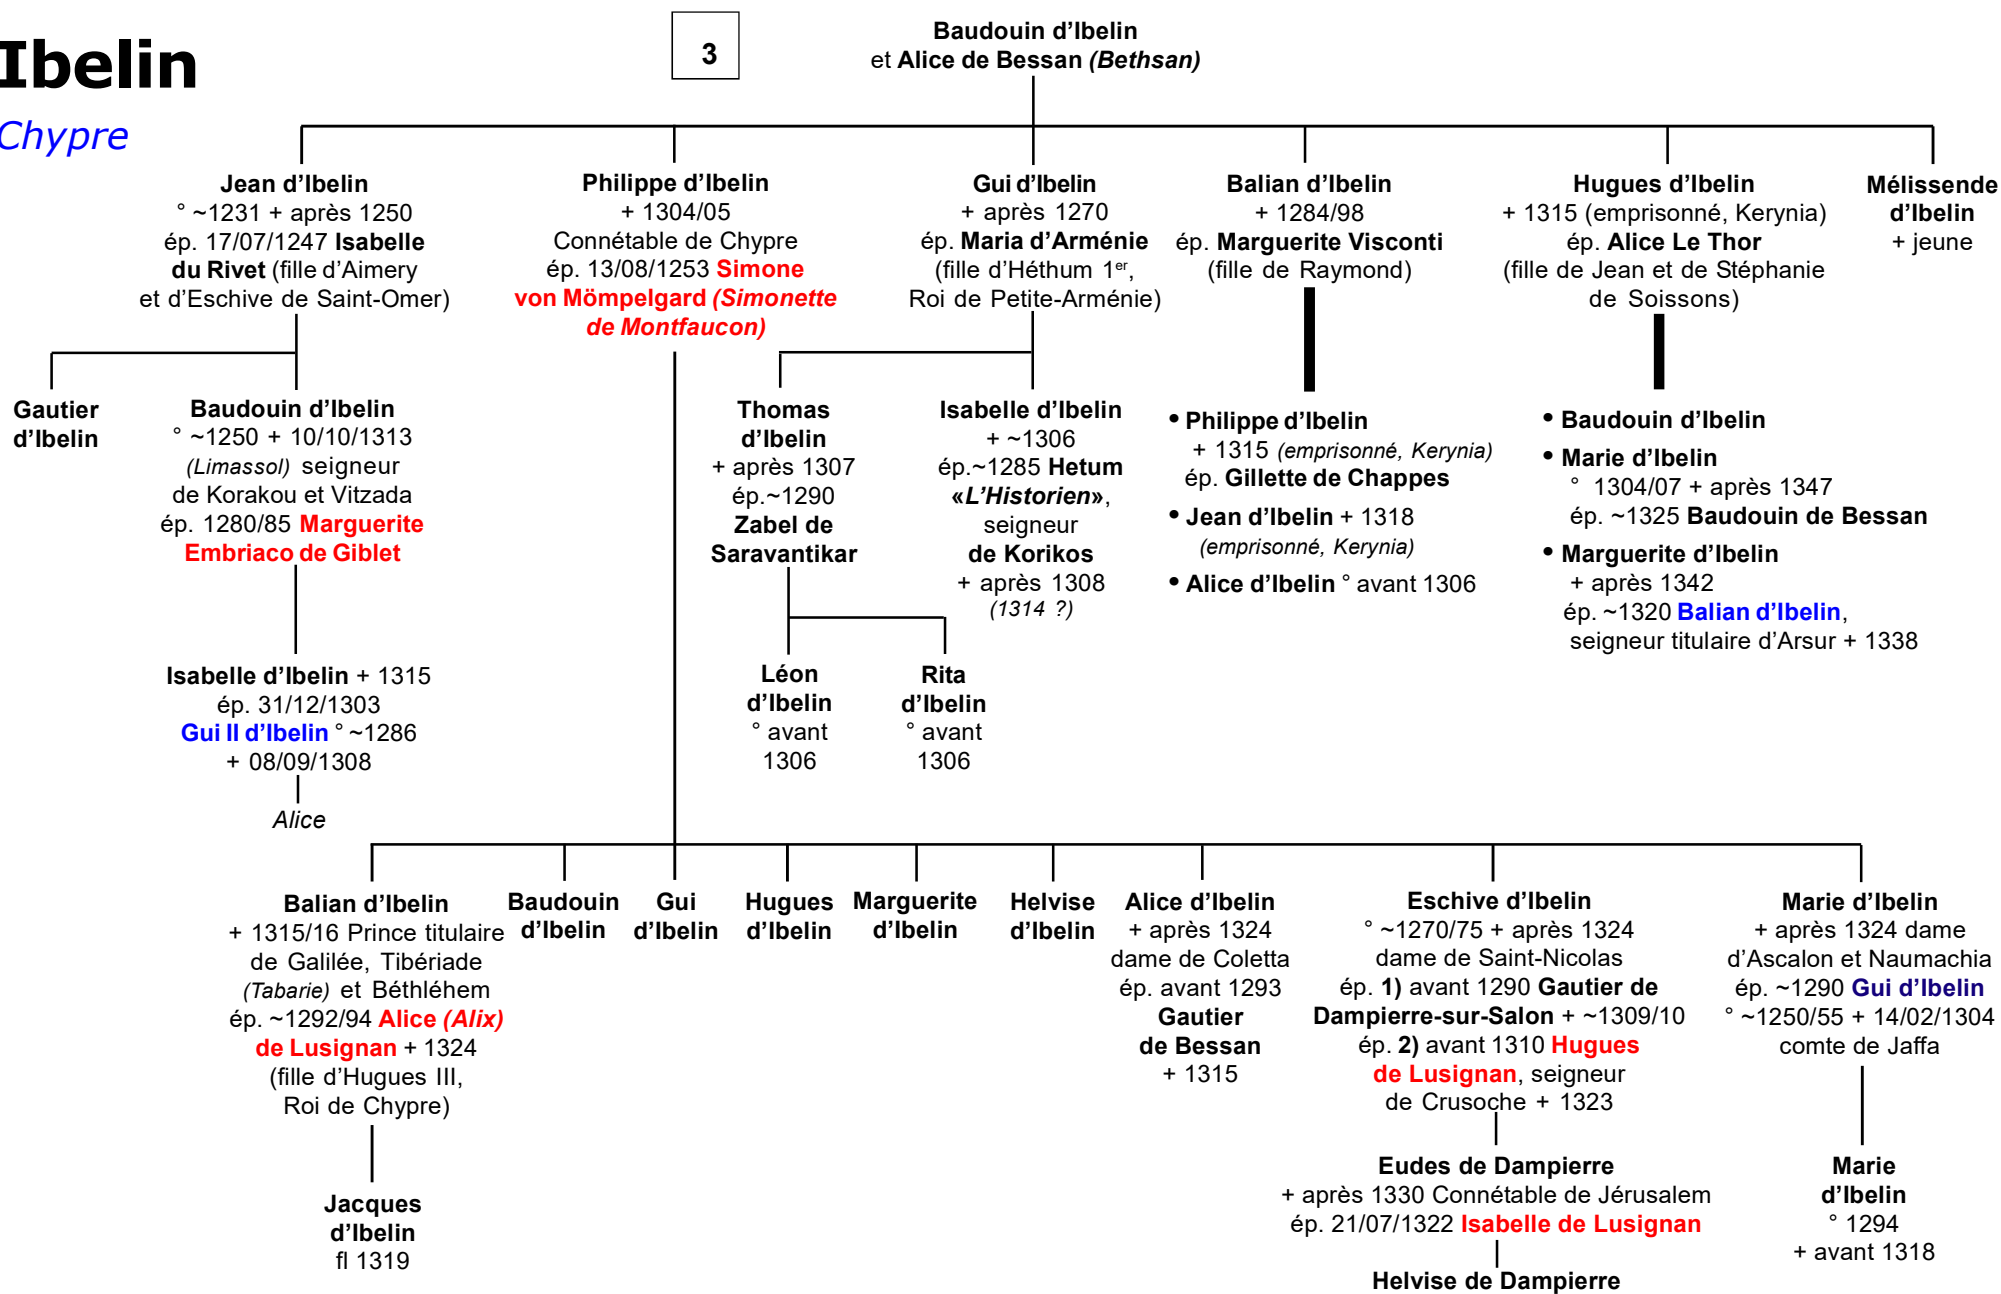 Ibelin
Chypre
3
Baudouin d’Ibelin
et Alice de Bessan (Bethsan)
Jean d’Ibelin
° ~1231 + après 1250
ép. 17/07/1247 Isabelle
du Rivet (fille d’Aimery
et d’Eschive de Saint-Omer)
Philippe d’Ibelin
+ 1304/05
Connétable de Chypre
ép. 13/08/1253 Simone
von Mömpelgard (Simonette
de Montfaucon)
Gui d’Ibelin
+ après 1270
ép. Maria d’Arménie
(fille d’Héthum 1er,
Roi de Petite-Arménie)
Balian d’Ibelin
+ 1284/98
ép. Marguerite Visconti
(fille de Raymond)
Hugues d’Ibelin
+ 1315 (emprisonné, Kerynia)
ép. Alice Le Thor
(fille de Jean et de Stéphanie
de Soissons)
Mélissende
d’Ibelin
+ jeune
Gautier
d’Ibelin
Baudouin d’Ibelin
° ~1250 + 10/10/1313
(Limassol) seigneur
de Korakou et Vitzada
ép. 1280/85 Marguerite
Embriaco de Giblet
Thomas
d’Ibelin
+ après 1307
ép.~1290
Zabel de
Saravantikar
Isabelle d’Ibelin
+ ~1306
ép.~1285 Hetum
«L’Historien»,
seigneur
de Korikos
+ après 1308
(1314 ?)
• Philippe d’Ibelin
+ 1315 (emprisonné, Kerynia)
ép. Gillette de Chappes
• Jean d’Ibelin + 1318
(emprisonné, Kerynia)
• Alice d’Ibelin ° avant 1306
• Baudouin d’Ibelin
• Marie d’Ibelin
° 1304/07 + après 1347
ép. ~1325 Baudouin de Bessan
• Marguerite d’Ibelin
+ après 1342
ép. ~1320 Balian d’Ibelin,
seigneur titulaire d’Arsur + 1338
Isabelle d’Ibelin + 1315
ép. 31/12/1303
Gui II d’Ibelin ° ~1286
+ 08/09/1308
Alice
Léon
d’Ibelin
° avant
1306
Rita
d’Ibelin
° avant
1306
Balian d’Ibelin
+ 1315/16 Prince titulaire
de Galilée, Tibériade
(Tabarie) et Béthléhem
ép. ~1292/94 Alice (Alix)
de Lusignan + 1324
(fille d’Hugues III,
Roi de Chypre)
Baudouin
d’Ibelin
Gui
d’Ibelin
Hugues
d’Ibelin
Marguerite
d’Ibelin
Helvise
d’Ibelin
Alice d’Ibelin
+ après 1324
dame de Coletta
ép. avant 1293
Gautier
de Bessan
+ 1315
Eschive d’Ibelin
° ~1270/75 + après 1324
dame de Saint-Nicolas
ép. 1) avant 1290 Gautier de
Dampierre-sur-Salon + ~1309/10
ép. 2) avant 1310 Hugues
de Lusignan, seigneur
de Crusoche + 1323
Marie d’Ibelin
+ après 1324 dame
d’Ascalon et Naumachia
ép. ~1290 Gui d’Ibelin
° ~1250/55 + 14/02/1304
comte de Jaffa
Jacques
d’Ibelin
fl 1319
Eudes de Dampierre
+ après 1330 Connétable de Jérusalem
ép. 21/07/1322 Isabelle de Lusignan
Helvise de Dampierre
Marie
d’Ibelin
° 1294
+ avant 1318